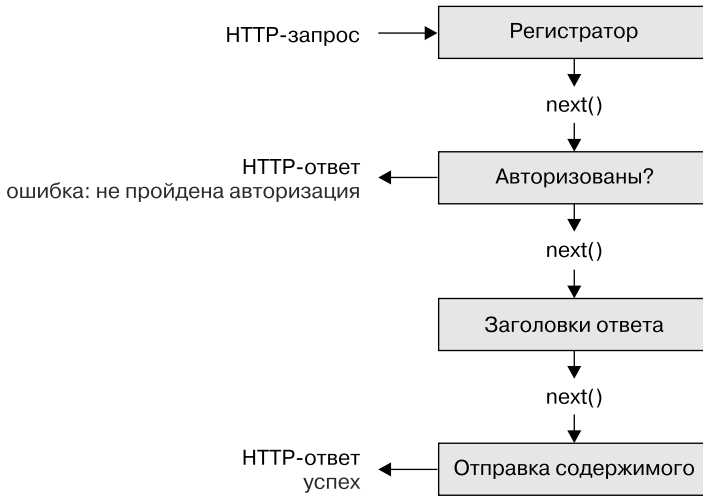 HTTP-запрос
Регистратор
next()
HTTP-ответ
ошибка: не пройдена авторизация
Авторизованы?
next()
Заголовки ответа
next()
HTTP-ответ
успех
Отправка содержимого